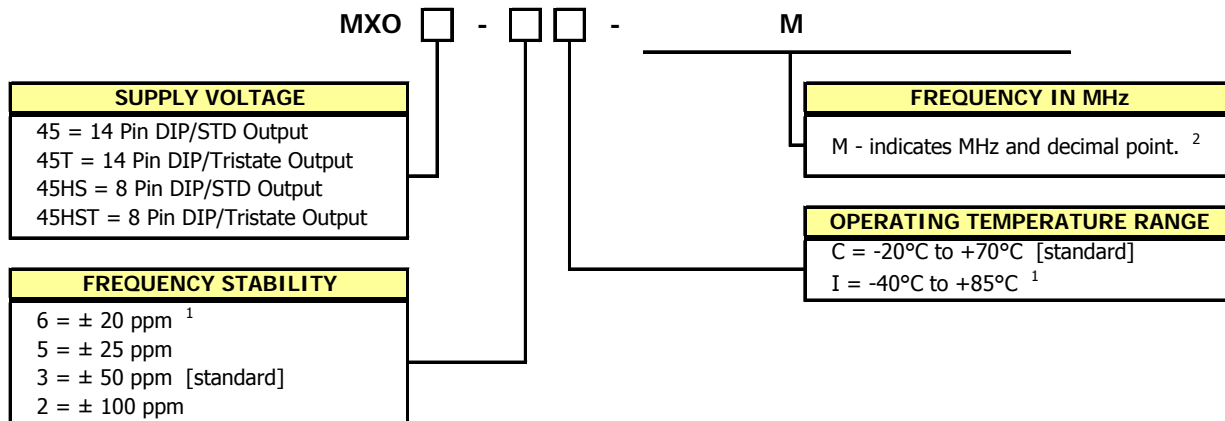 MXO - - M
SUPPLY VOLTAGE
45 = 14 Pin DIP/STD Output
45T = 14 Pin DIP/Tristate Output
45HS = 8 Pin DIP/STD Output
45HST = 8 Pin DIP/Tristate Output
FREQUENCY STABILITY
6 = ± 20 ppm ¹
5 = ± 25 ppm
3 = ± 50 ppm [standard]
2 = ± 100 ppm
FREQUENCY IN MHz
M - indicates MHz and decimal point. ²
OPERATING TEMPERATURE RANGE
C = -20°C to +70°C [standard]
I = -40°C to +85°C ¹